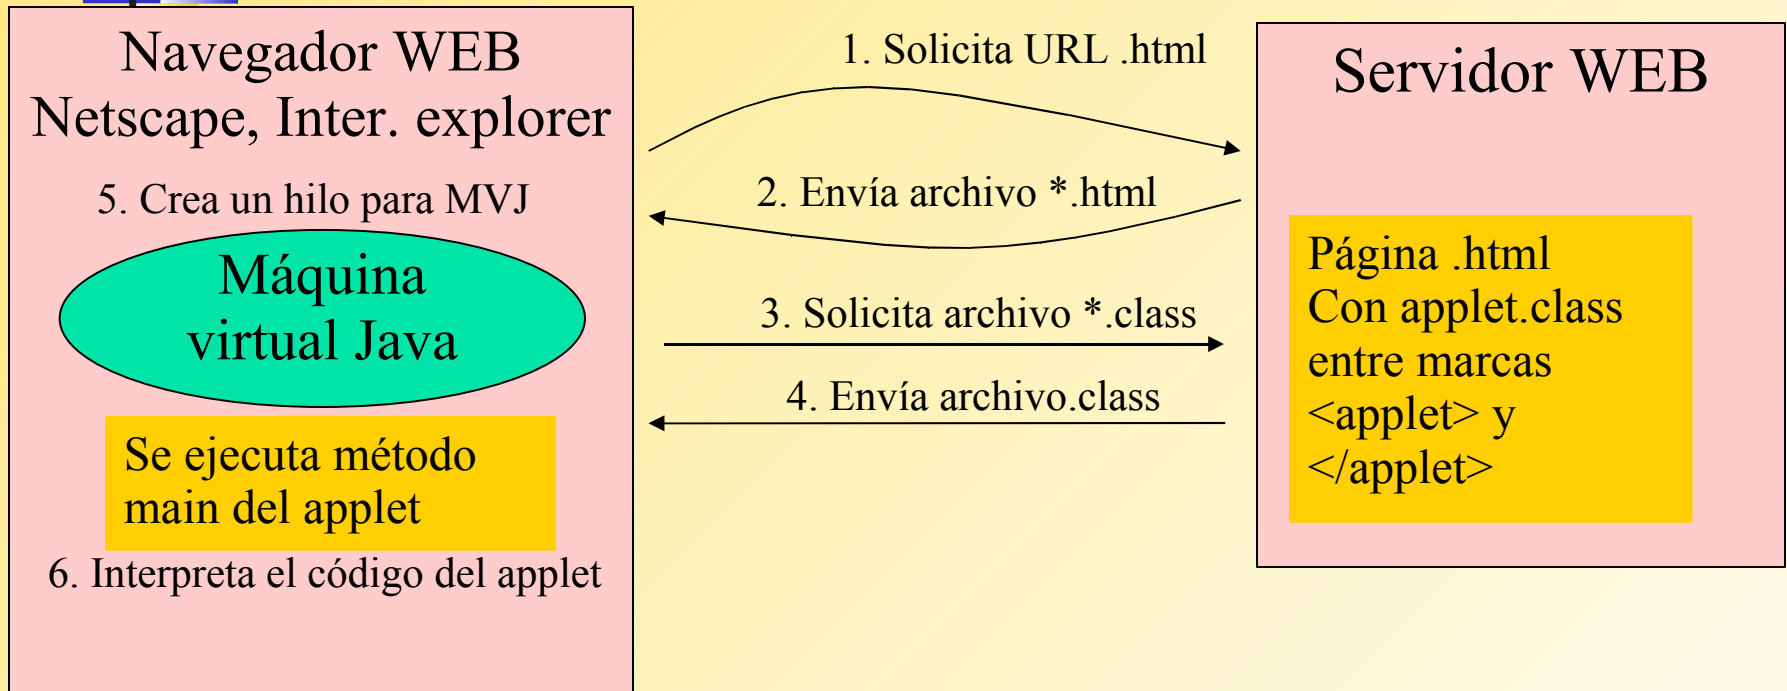 Navegador WEB
Netscape, Inter. explorer
5. Crea un hilo para MVJ
Máquina
virtual Java
Se ejecuta método
main del applet
6. Interpreta el código del applet
1. Solicita URL .html
2. Envía archivo *.html
3. Solicita archivo *.class
4. Envía archivo.class
Servidor WEB
Página .html
Con applet.class
entre marcas
<applet> y
</applet>